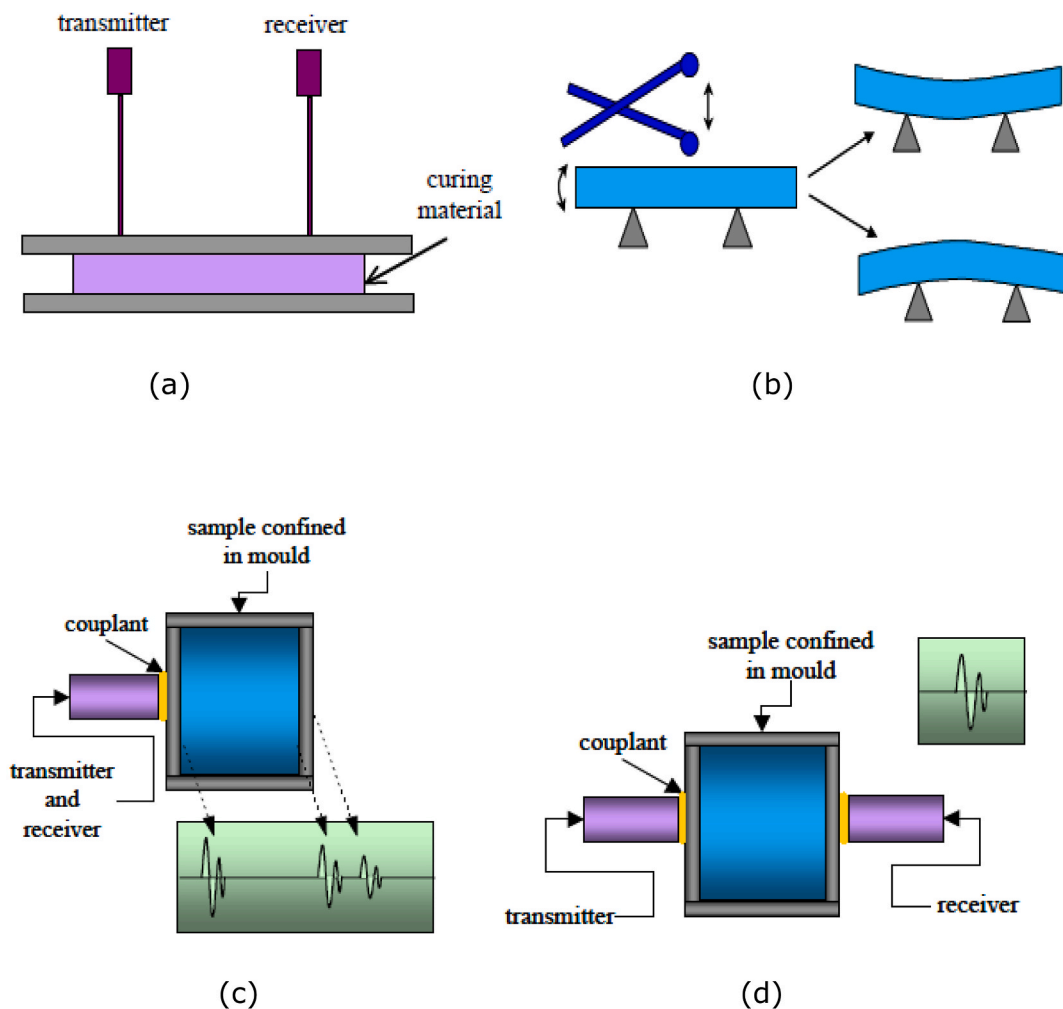 transmitter
receiver
curing
material
(a)
(b)
sample confined
in mould
couplant
transmitter
and
receiver
(c)
sample confined
in mould
couplant
transmitter
receiver
(d)